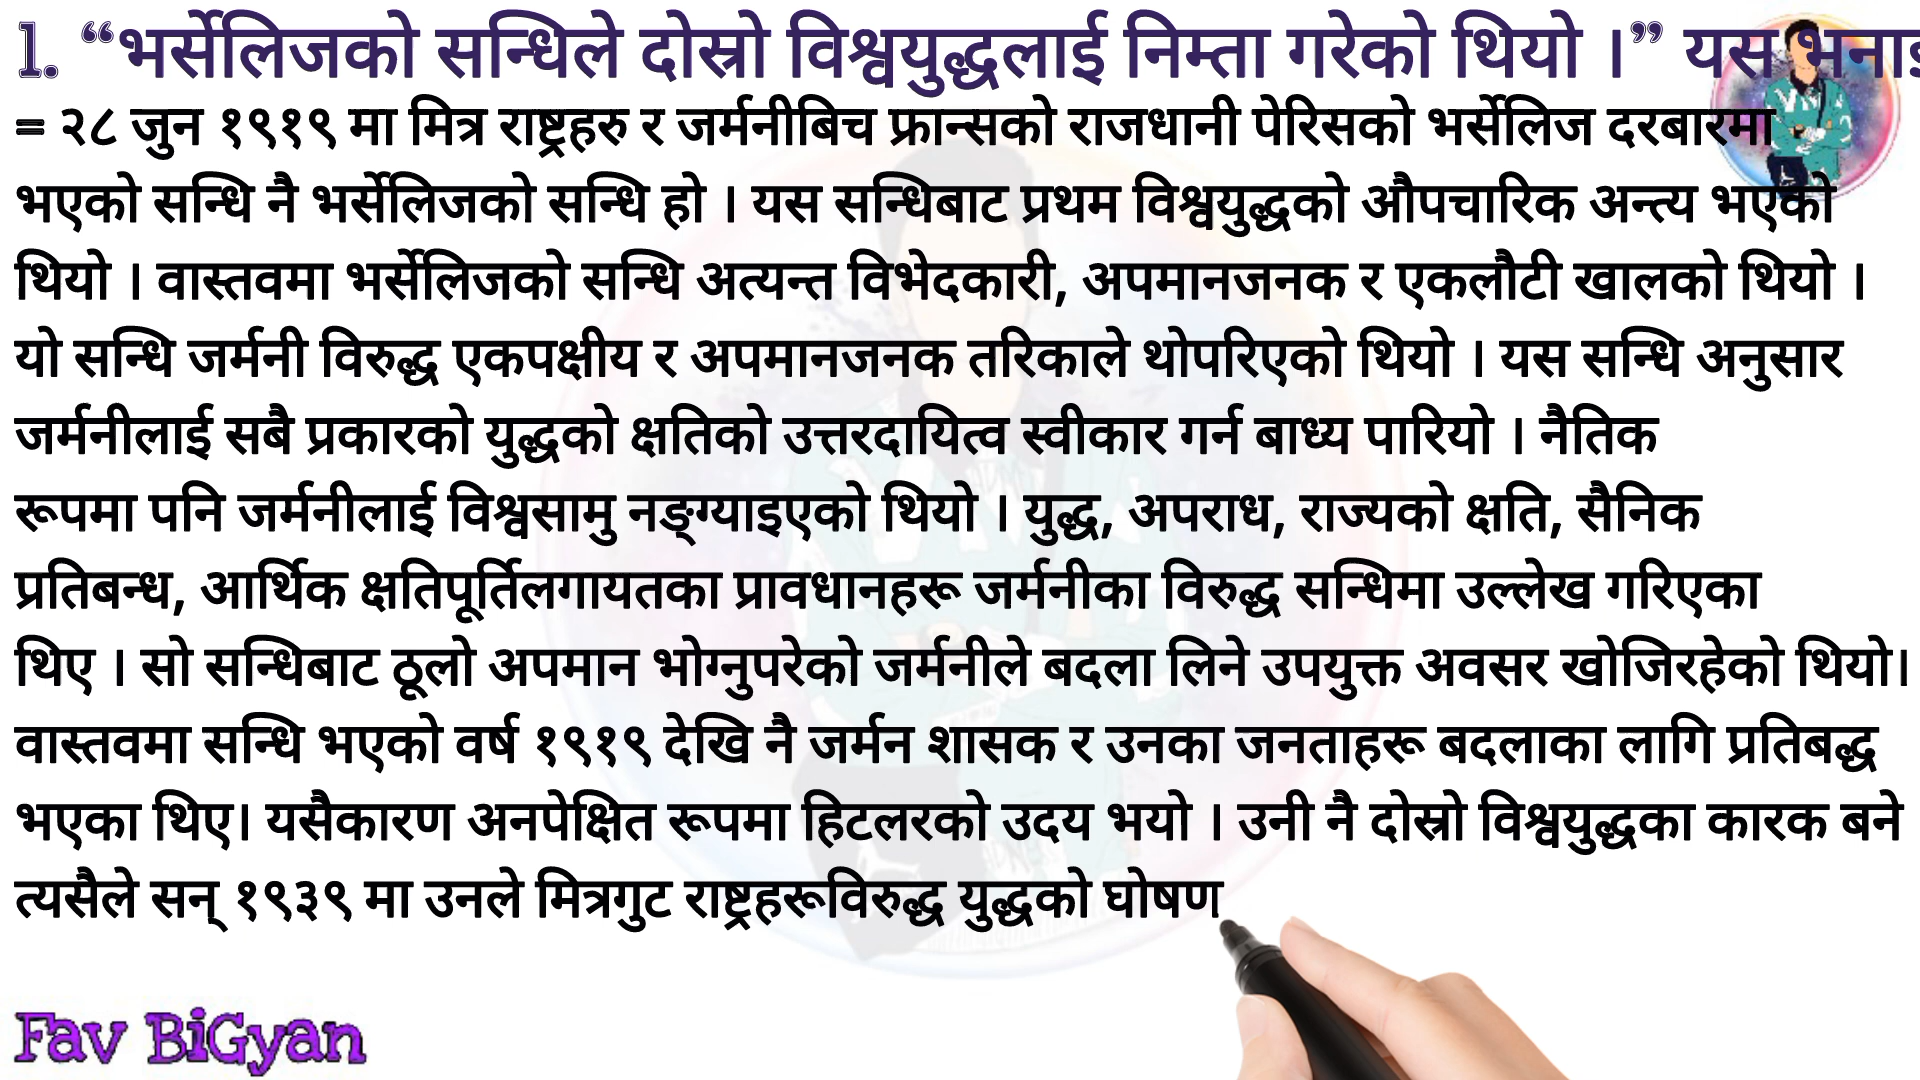 1. “भर्सेलिजको सन्धिले दोस्रो विश्वयुद्धलाई निम्ता गरेको थियो ।” यस
= २८ जुन १९१९ मा मित्र राष्ट्रहरु र जर्मनीबिच फ्रान्सको राजधानी पेरिसको भर्सेलिज दरबारमा
भएको सन्धि नै भर्सेलिजको सन्धि हो । यस सन्धिबाट प्रथम विश्वयुद्धको औपचारिक अन्त्य भएको
थियो । वास्तवमा भर्सेलिजको सन्धि अत्यन्त विभेदकारी, अपमानजनक र एकलौटी खालको थियो ।
यो सन्धि जर्मनी विरुद्ध एकपक्षीय र अपमानजनक तरिकाले थोपरिएको थियो । यस सन्धि अनुसार
जर्मनीलाई सबै प्रकारको युद्धको क्षतिको उत्तरदायित्व स्वीकार गर्न बाध्य पारियो । नैतिक
रूपमा पनि जर्मनीलाई विश्वसामु नङ्ग्याइएको थियो । युद्ध, अपराध, राज्यको क्षति, सैनिक
प्रतिबन्ध, आर्थिक क्षतिपूर्तिलगायतका प्रावधानहरू जर्मनीका विरुद्ध सन्धिमा उल्लेख गरिएका
थिए । सो सन्धिबाट ठूलो अपमान भोग्नुपरेको जर्मनीले बदला लिने उपयुक्त अवसर खोजिरहेको थियो।
वास्तवमा सन्धि भएको वर्ष १९१९ देखि नै जर्मन शासक र उनका जनताहरू बदलाका लागि प्रतिबद्ध
भएका थिए। यसैकारण अनपेक्षित रूपमा हिटलरको उदय भयो । उनी नै दोस्रो विश्वयुद्धका कारक बने
त्यसैले सन् १९३९ मा उनले मित्रगुट राष्ट्रहरूविरुद्ध युद्धको घोषण
Fav BiGyan